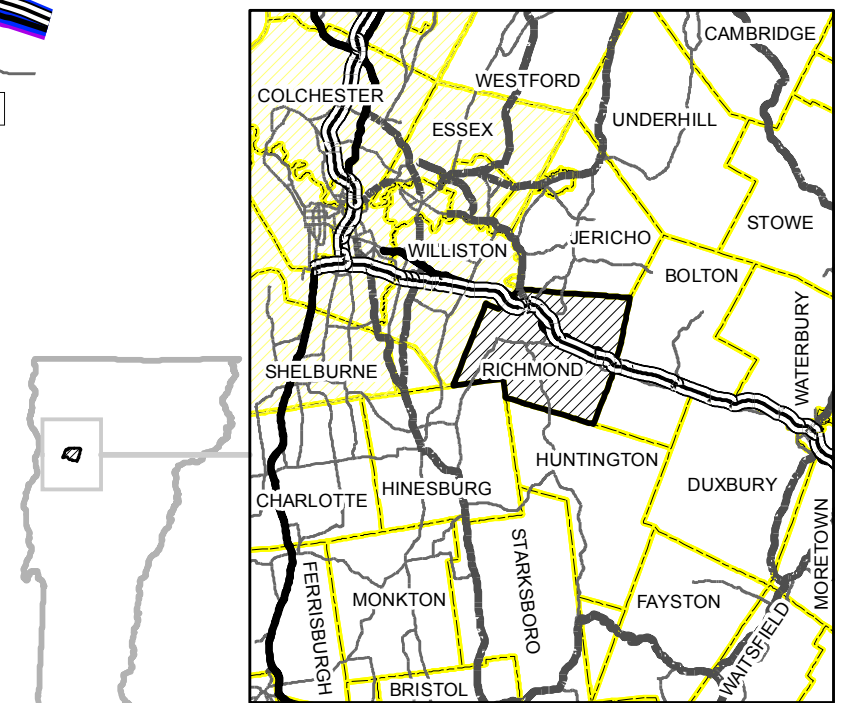 CAMBRIDGE
WESTFORD
COLCHESTER
UNDERHILL
ESSEX
STOWE
JERICHO
WILLISTON
BOLTON
WATERBURY
SHELBURNE
RICHMOND
HUNTINGTON
DUXBURY
HINESBURG
CHARLOTTE
MORETOWN
STARKSBORO
FERRISBURGH
MONKTON
FAYSTON
WAITSFIELD
BRISTOL